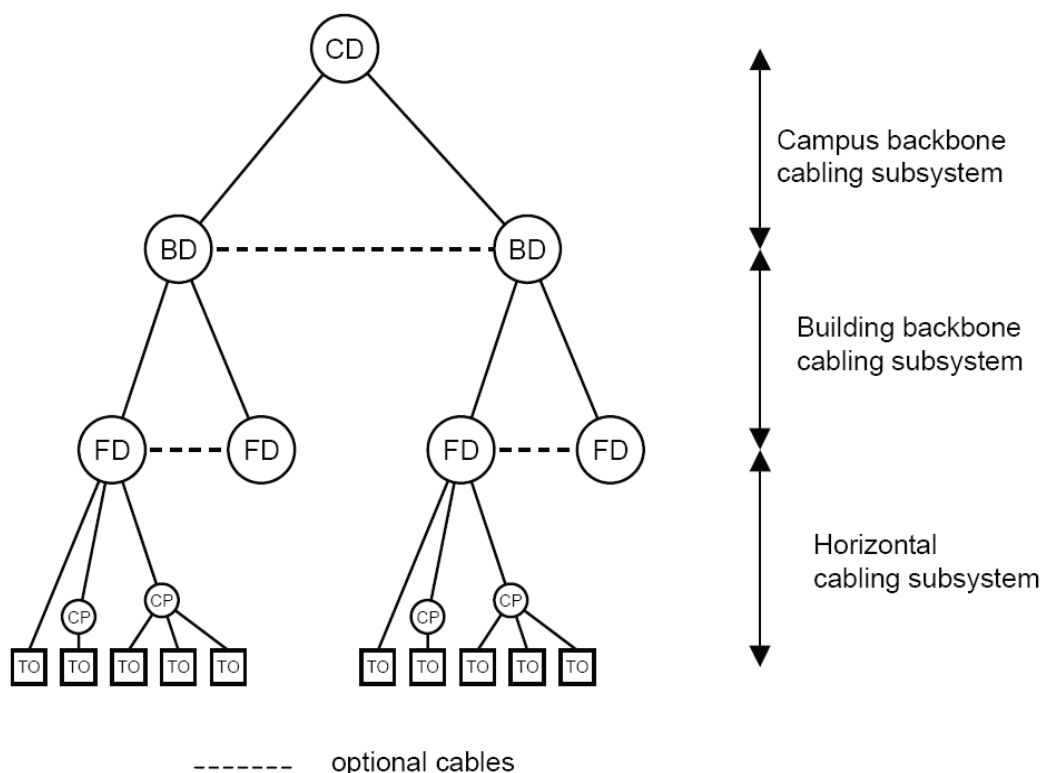 CD
Campus backbone
cabling subsystem
BD BD
Building backbone
cabling subsystem
FD FD FD FD
Horizontal
cabling subsystem
CP CP CP CP
TO TO TO TO TO TO TO TO TO TO
optional cables